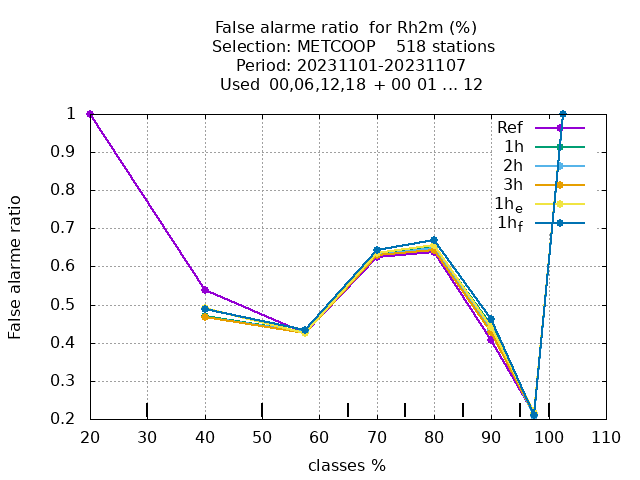 False alarme ratio  for Rh2m (%)
Selection: METCOOP    518 stations
Period: 20231101-20231107
Used  00,06,12,18 + 00 01 ... 12
Ref
1h
2h
3h
1he
1hf
1
0.9
0.8
0.7
0.6
0.5
0.4
0.3
0.2
False alarme ratio
20 30 40 50 60 70 80 90 100 110
classes %